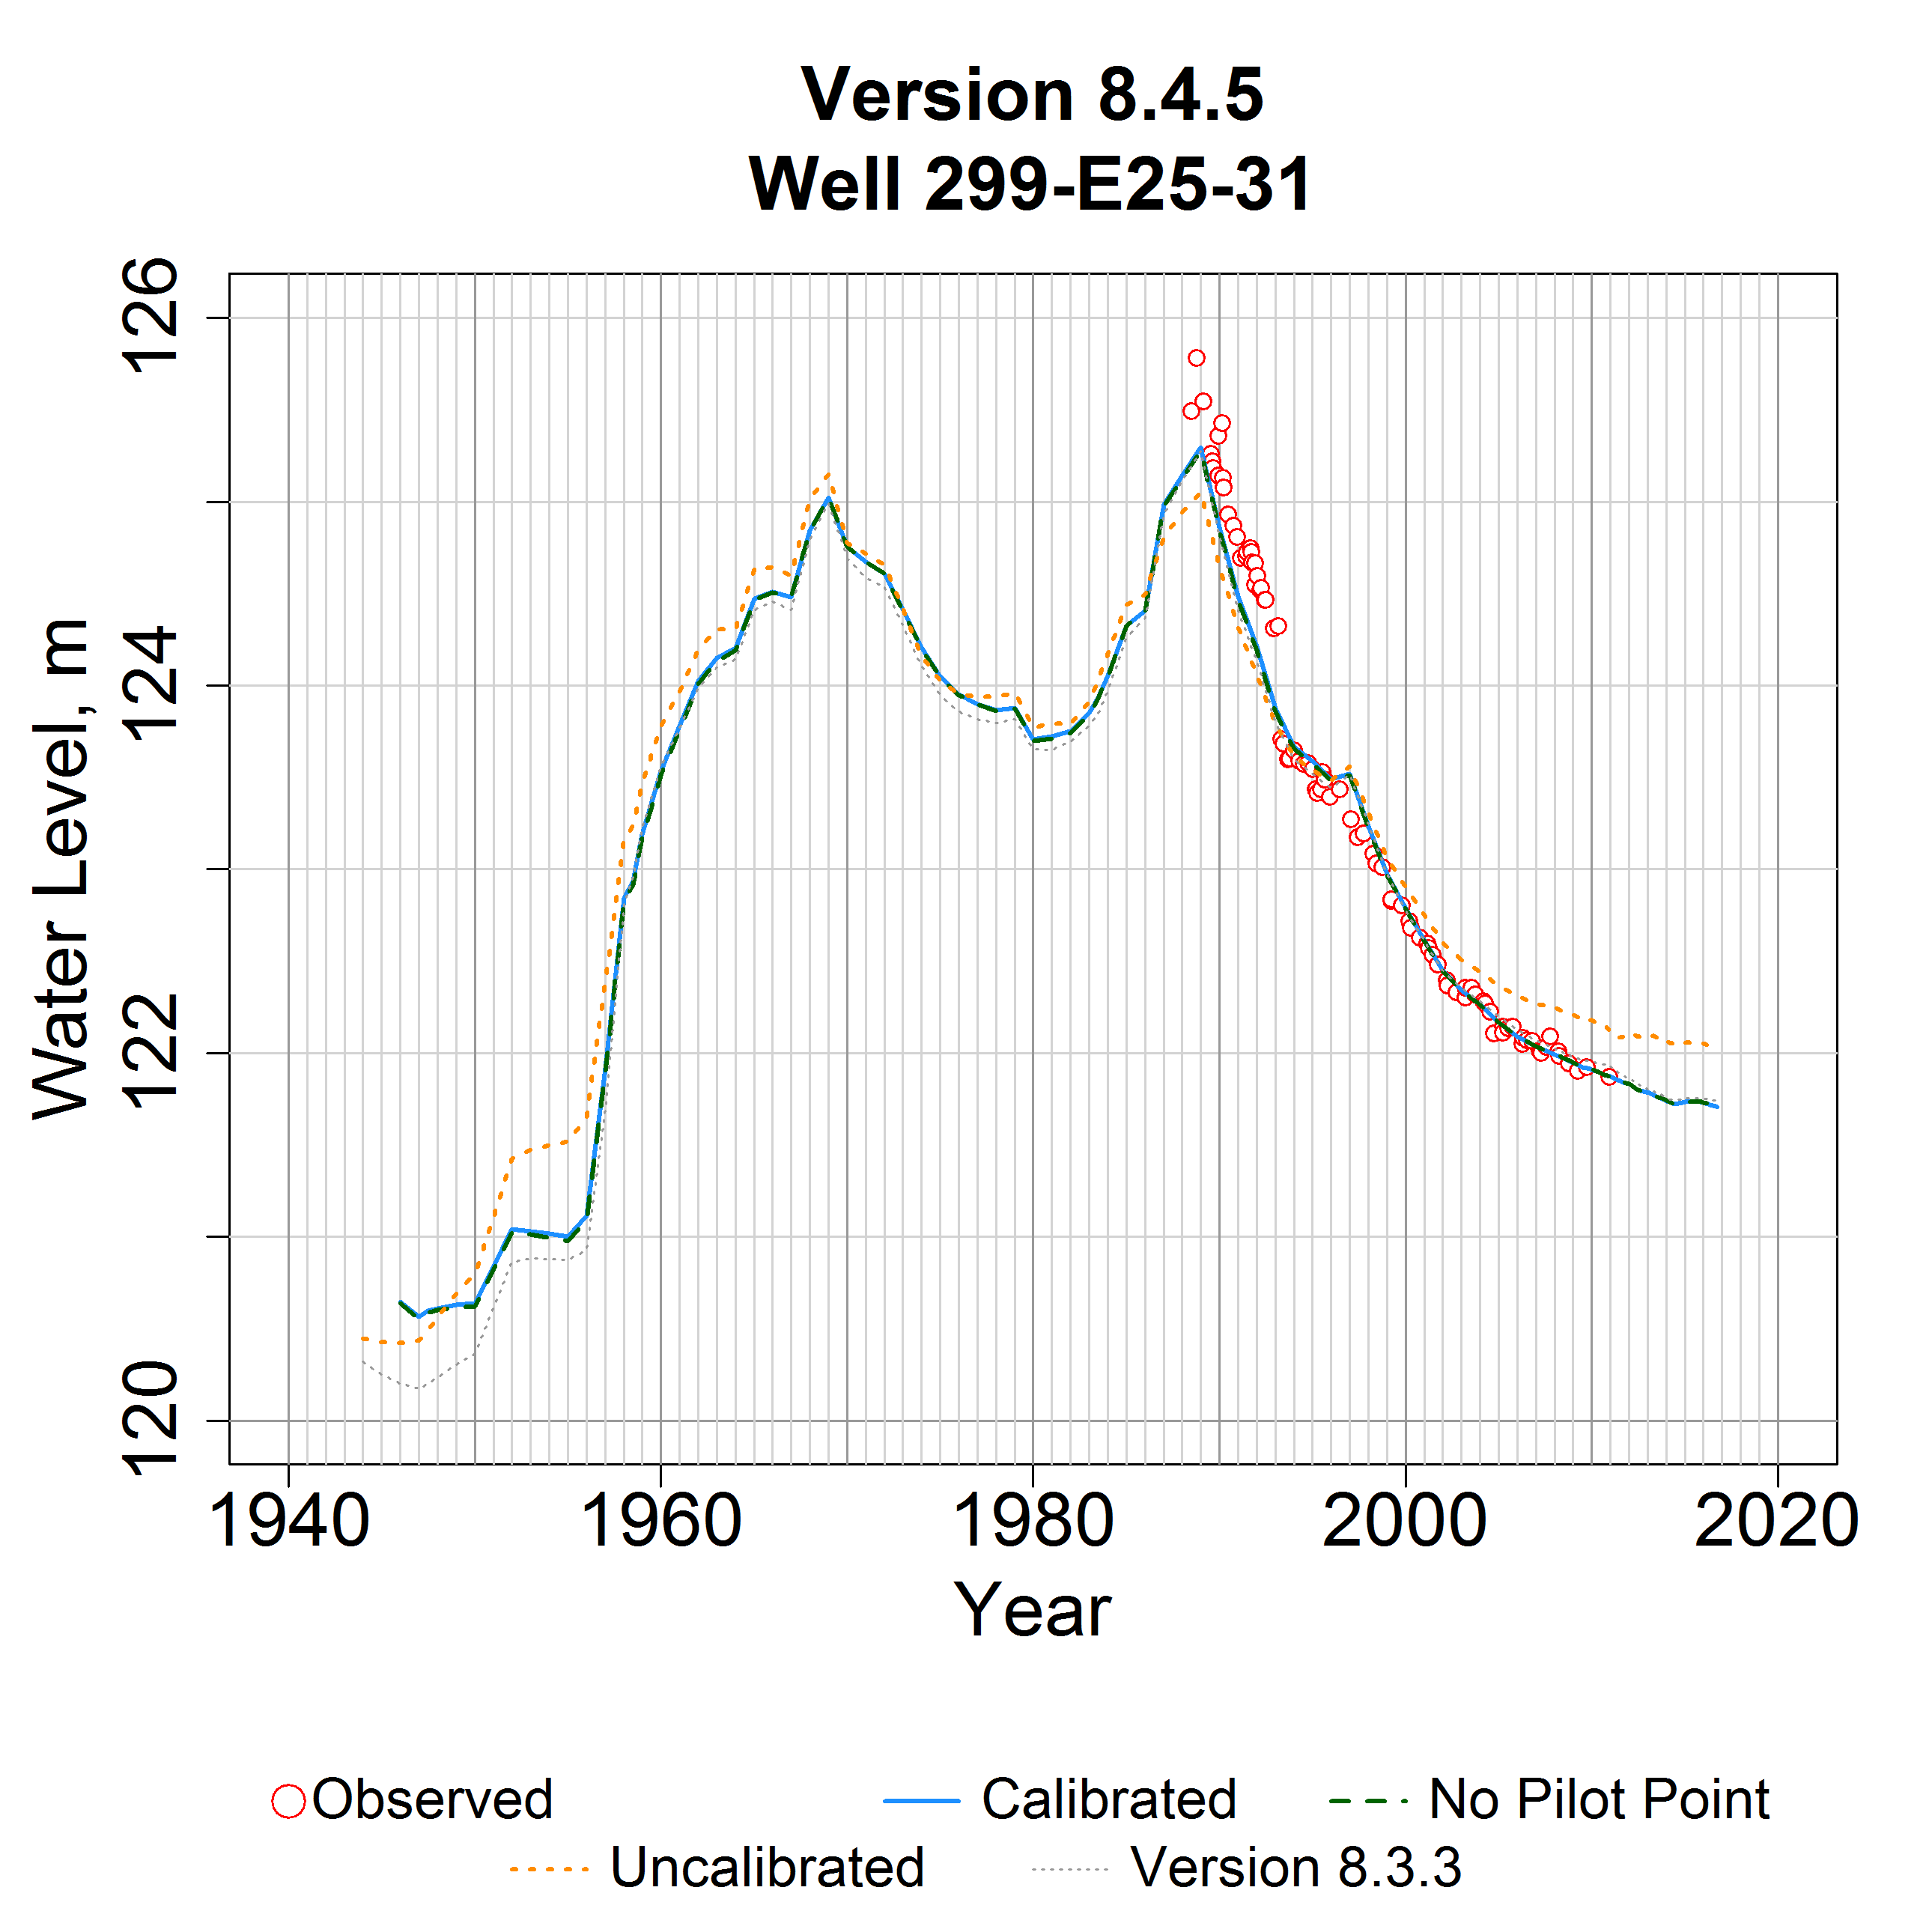 Version 8.4.5
Well 299-E25-31
126
124
122
120
Water Level, m
1940 1960 1980 2000 2020
Year
Observed Calibrated No Pilot Point
Uncalibrated Version 8.3.3